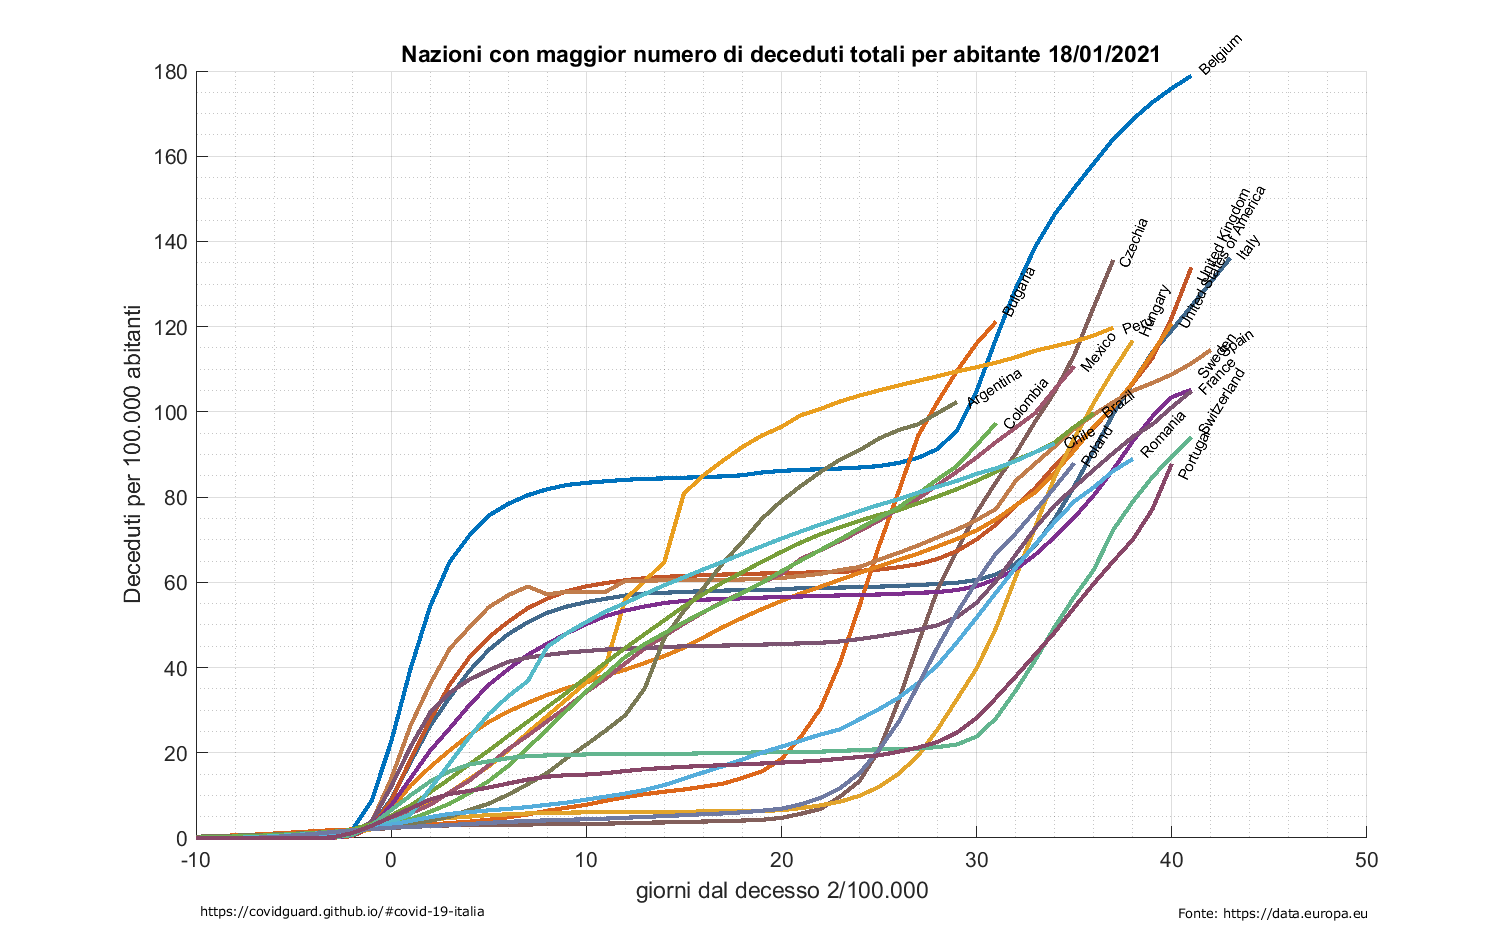 Nazioni con maggior numero di deceduti totali per abitante 18/01/2021
Deceduti per 100.000 abitanti
180
160
140
120
100
80
60
40
20
0
Belgium
Czechia
United Kingdom
United States of America
Italy
Bulgaria
Peru
Hungary
Mexico
Spain
Sweden
France
Switzerland
Argentina
Colombia
Brazil
Chile
Poland
Romania
Portugal
-10
0
10
20
30
40
50
giorni dal decesso 2/100.000
https://covidguard.github.io/#covid-19-italia
Fonte: https://data.europa.eu